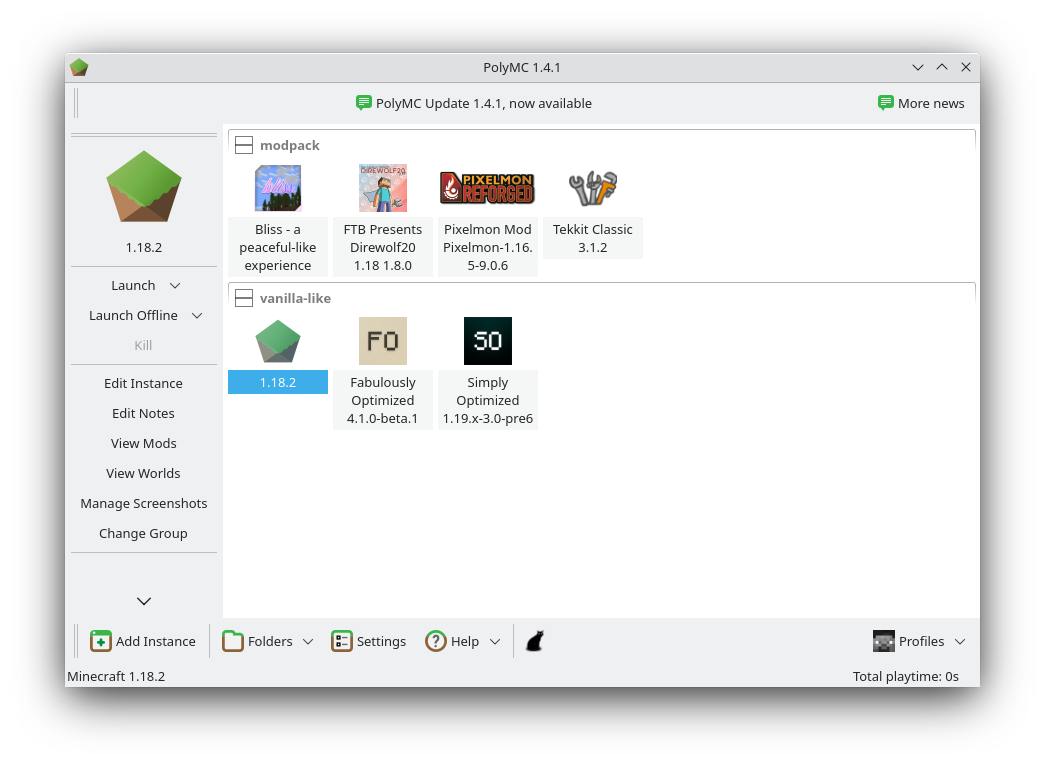 PolyMC 1.4.1
PolyMC Update 1.4.1, now available
More news
1.18.2
Launch
Launch Offline
Kill
Edit Instance
Edit Notes
View Mods
View Worlds
Manage Screenshots
Change Group
modpack
bliss
DIREWOLF20
PIXELMON
REFORGED
Bliss - a
peaceful-like
experience
FTB Presents
Direwolf20
1.18 1.8.0
Pixelmon Mod
Pixelmon-1.16.
5-9.0.6
Tekkit Classic
3.1.2
vanilla-like
FO
SO
1.18.2
Fabulously
Optimized
4.1.0-beta.1
Simply
Optimized
1.19.x-3.0-pre6
Add Instance
Folders
Settings
Help
Profiles
Minecraft 1.18.2
Total playtime: 0s